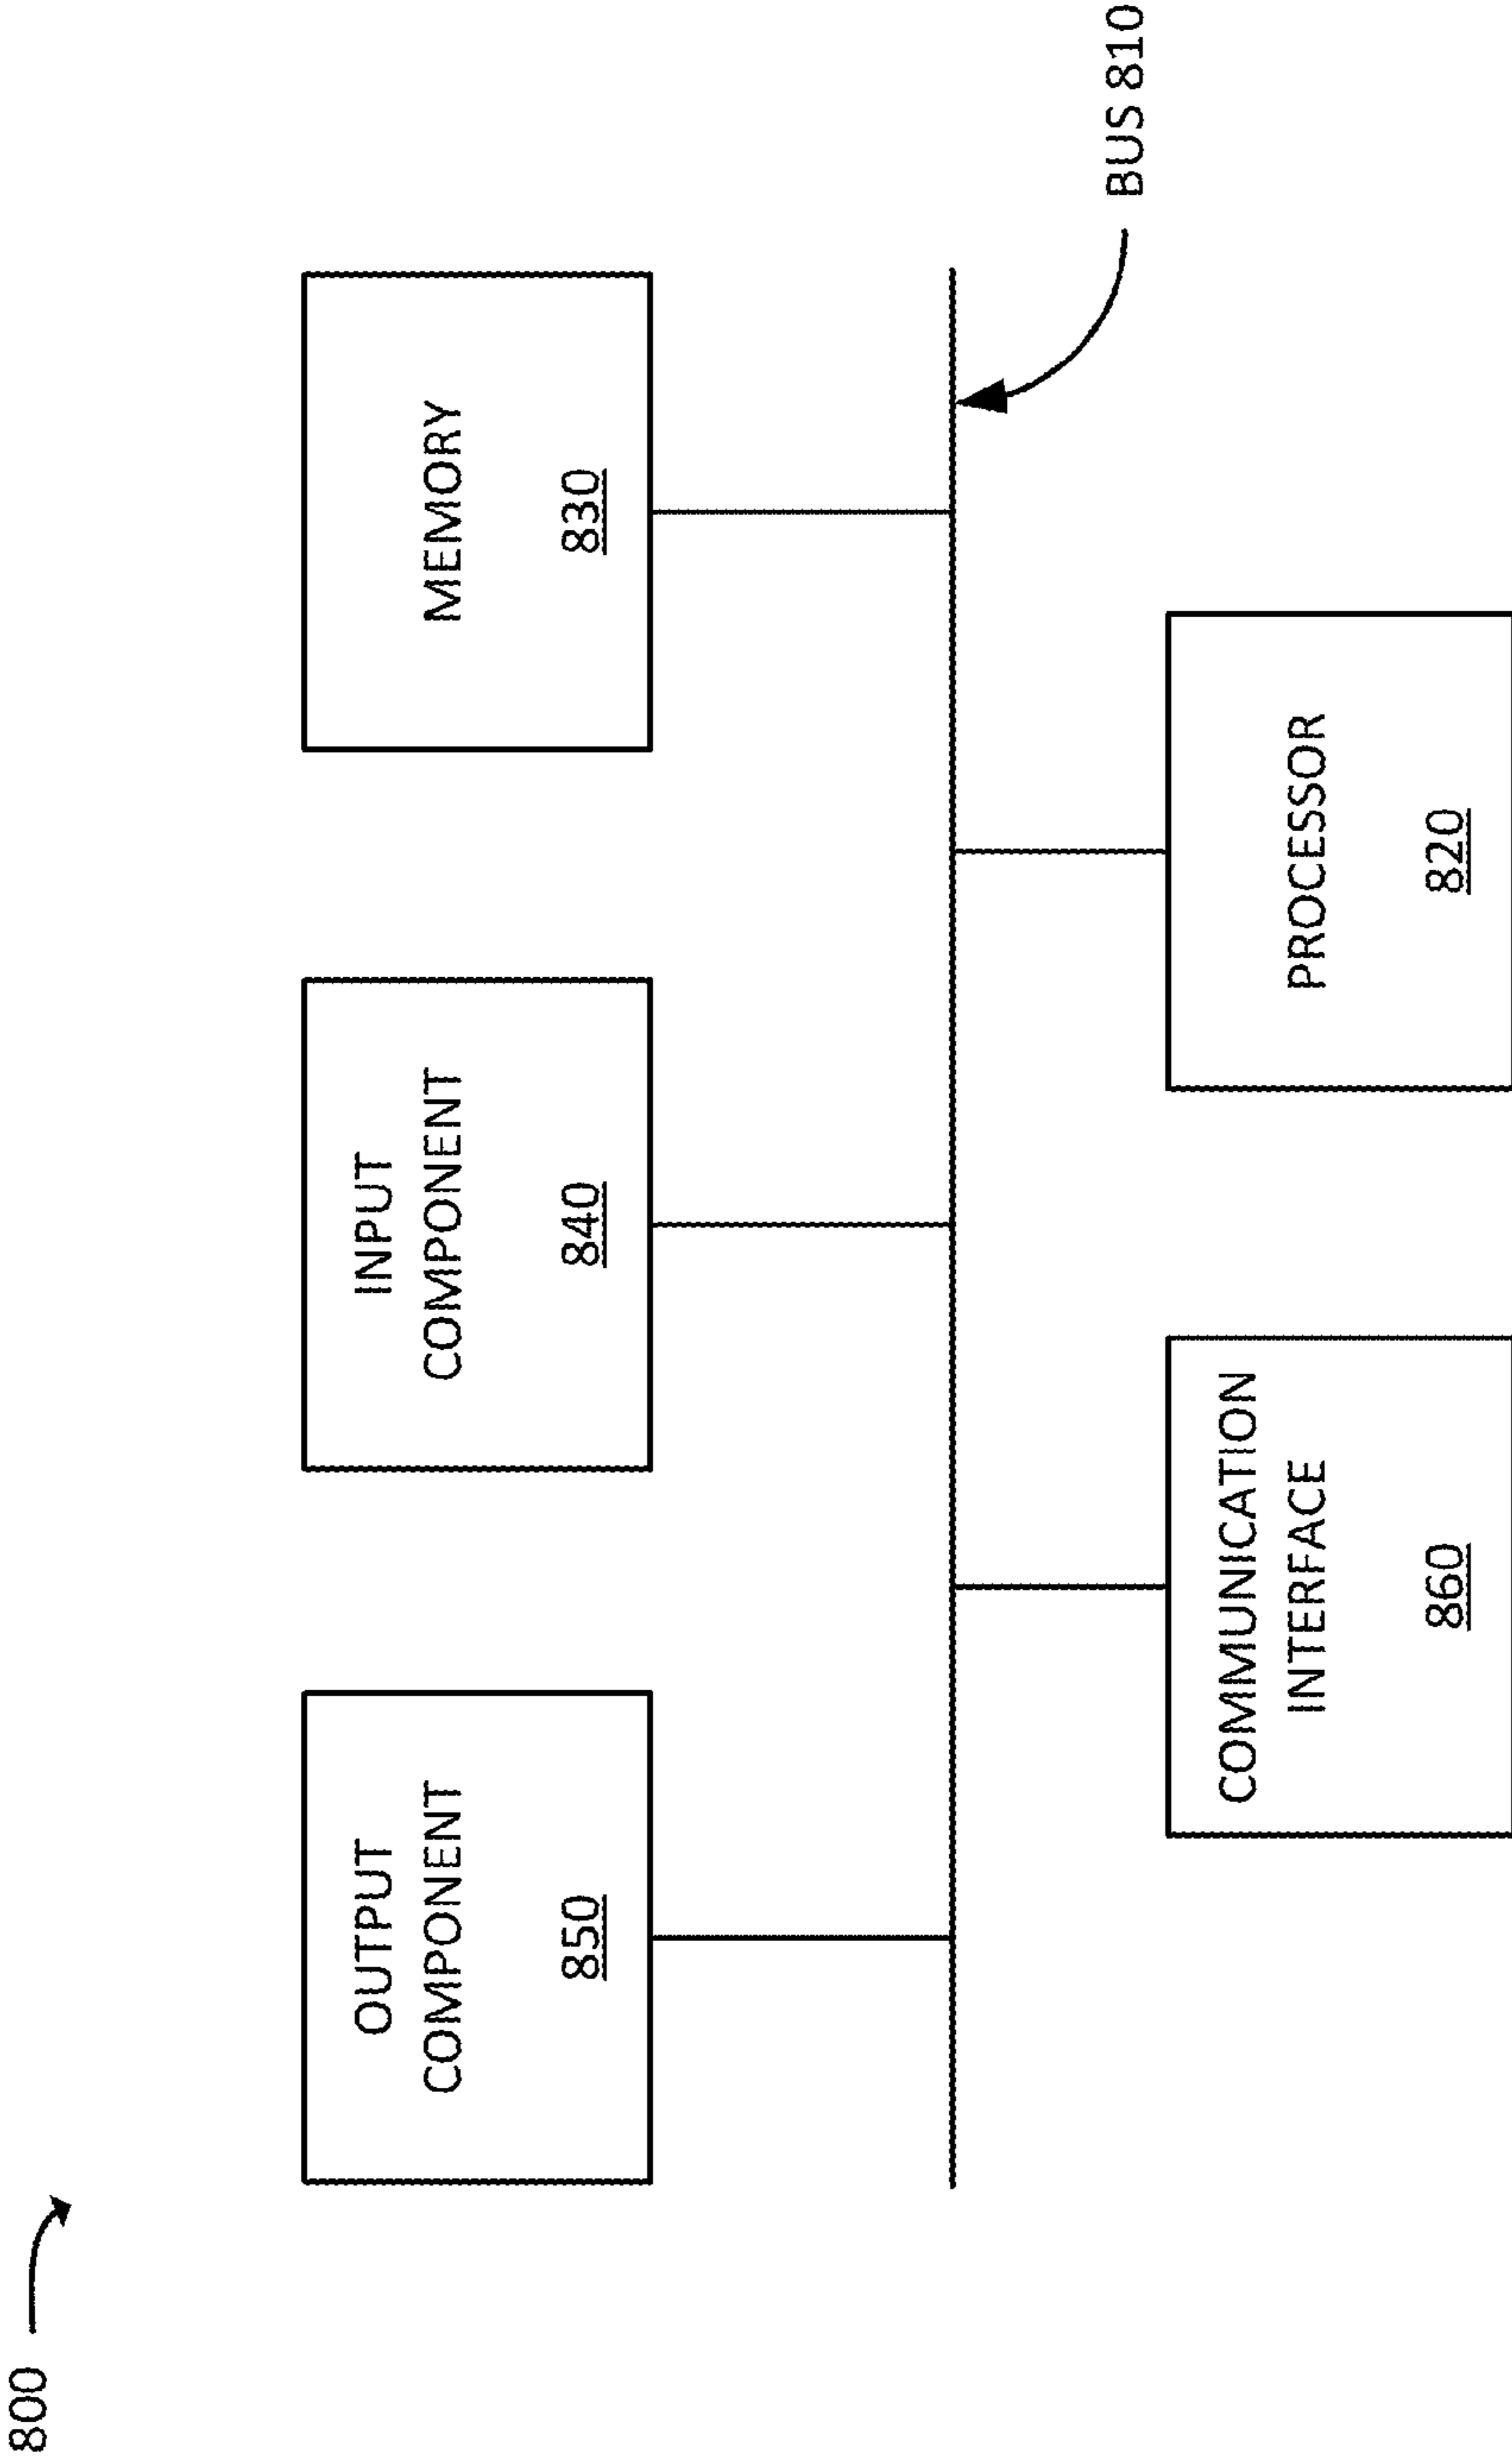 800
OUTPUT
COMPONENT
850
INPUT
COMPONENT
840
MEMORY
830
BUS 810
COMMUNICATION
INTERFACE
860
PROCESSOR
820